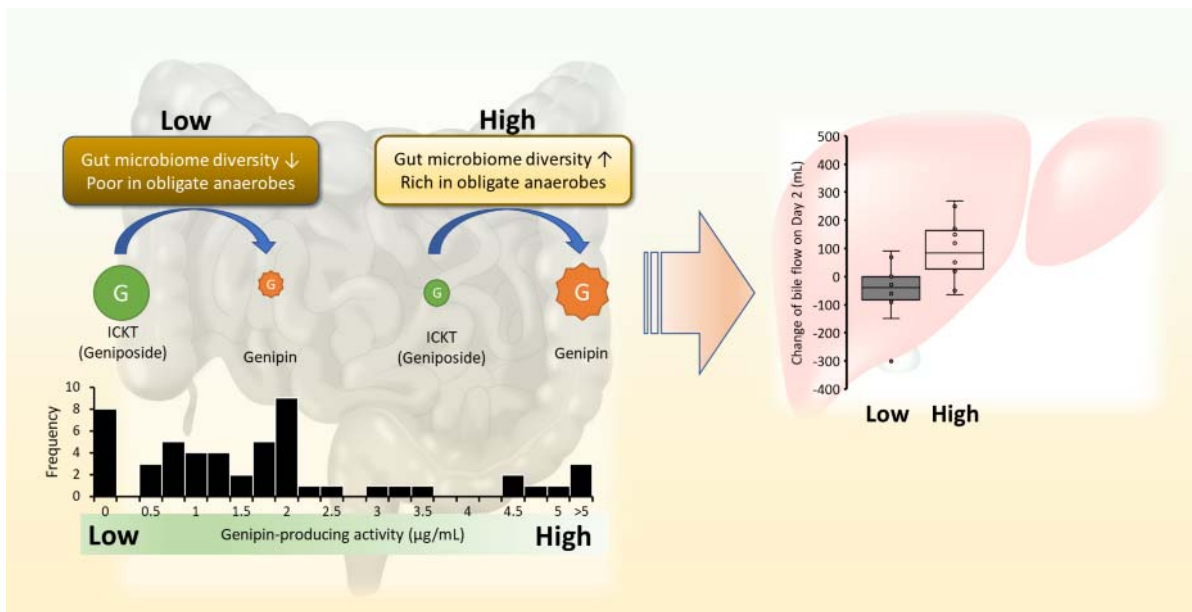 Low
High
Gut microbiome diversity ↓
Poor in obligate anaerobes
Gut microbiome diversity ↑
Rich in obligate anaerobes
G
G
G
G
ICKT
(Geniposide)
Genipin
ICKT
(Geniposide)
Genipin
Frequency
10
8
6
4
2
0
0 0.5 1 1.5 2 2.5 3 3.5 4 4.5 5 >5
Low
Genipin-producing activity (µg/mL)
High
Change of bile flow on Day 2 (mL)
500
400
300
200
100
0
-100
-200
-300
-400
Low
High